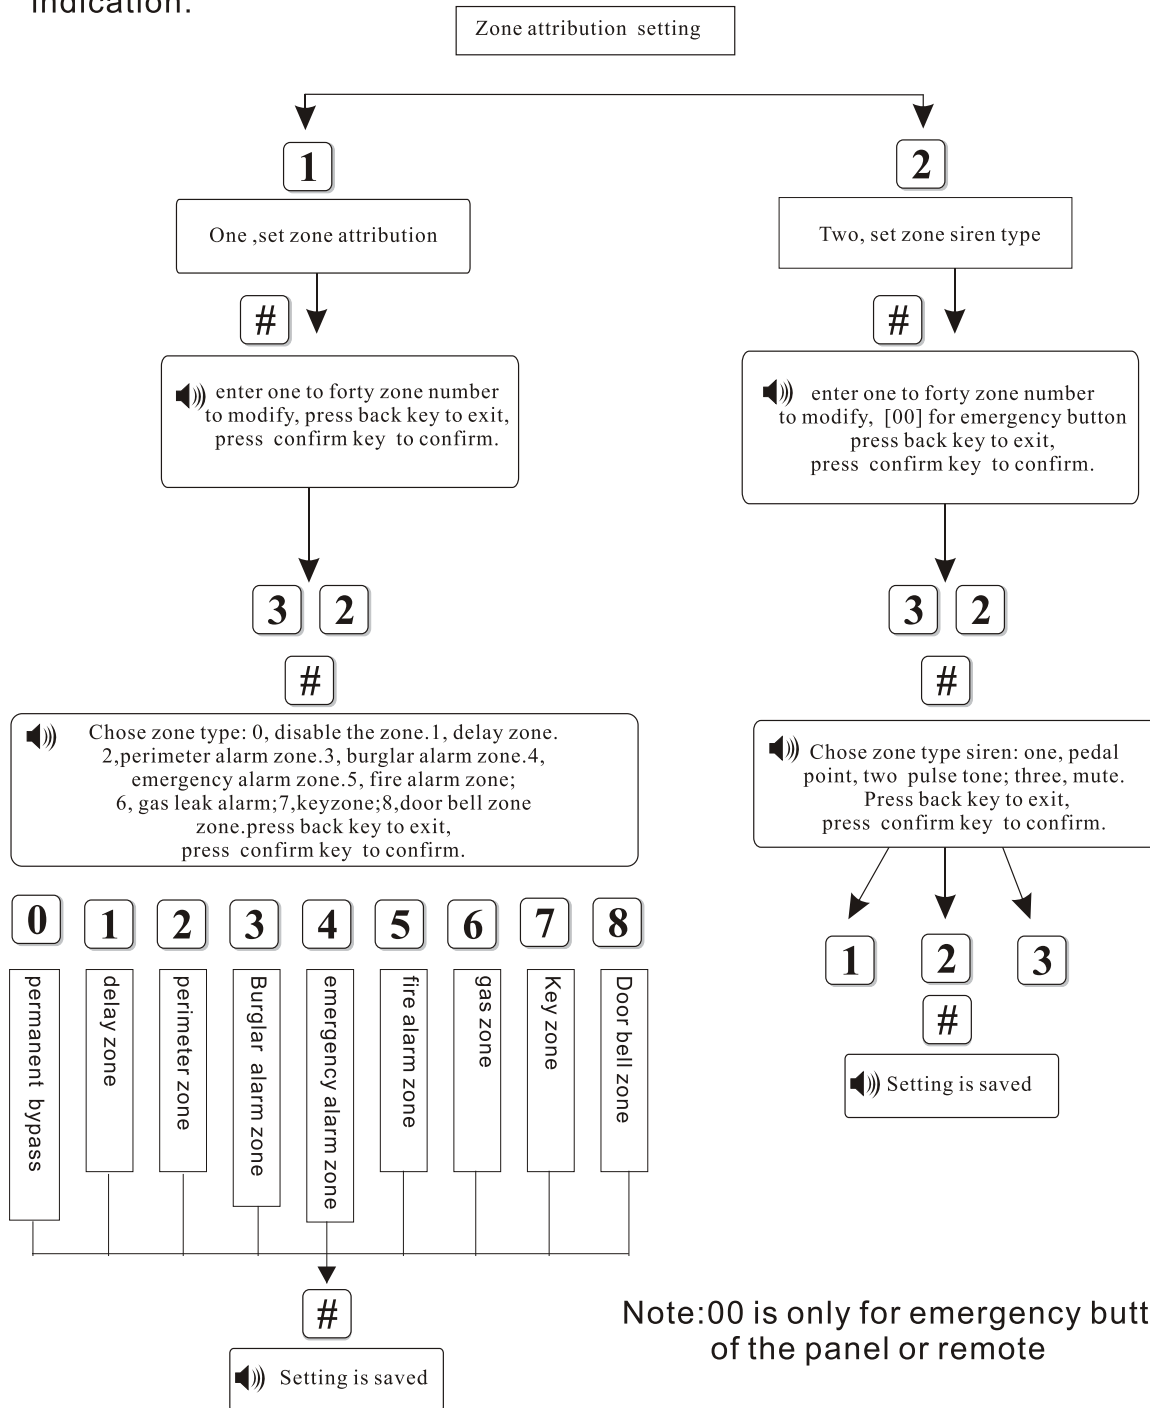 indication.
Zone attribution setting
1
One ,set zone attribution
#
enter one to forty zone number
to modify, press back key to exit,
press confirm key to confirm.
3 2
#
Chose zone type: 0, disable the zone.1, delay zone.
2,perimeter alarm zone.3, burglar alarm zone.4,
emergency alarm zone.5, fire alarm zone;
6, gas leak alarm;7,keyzone;8,door bell zone
zone.press back key to exit,
press confirm key to confirm.
0 1 2 3 4 5 6 7 8
permanent bypass
delay zone
perimeter zone
Burglar alarm zone
emergency alarm zone
fire alarm zone
gas zone
Key zone
Door bell zone
#
Setting is saved
2
Two, set zone siren type
#
enter one to forty zone number
to modify, [00] for emergency button
press back key to exit,
press confirm key to confirm.
3 2
#
Chose zone type siren: one, pedal
point, two pulse tone; three, mute.
Press back key to exit,
press confirm key to confirm.
1 2 3
#
Setting is saved
Note:00 is only for emergency butt
of the panel or remote